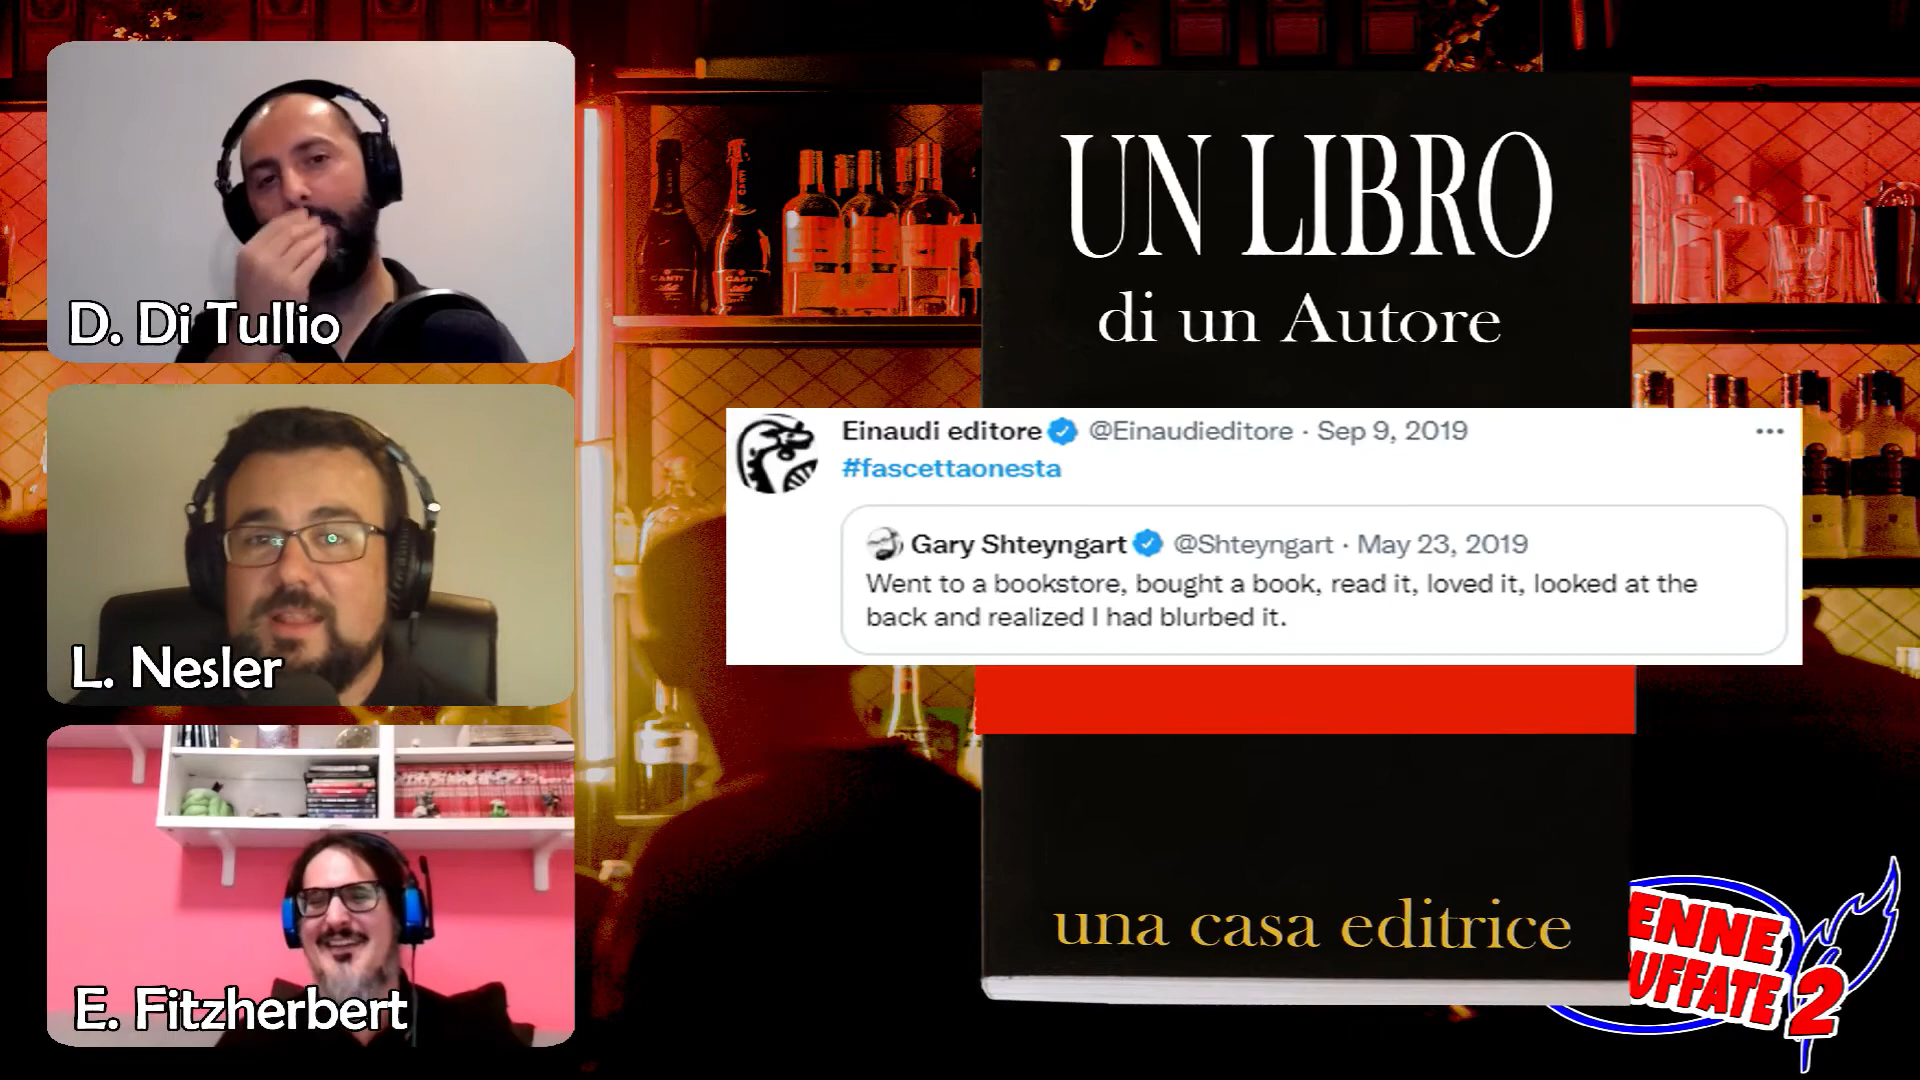 D. Di Tullio
L. Nesler
E. Fitzherbert
UN LIBRO
di un Autore
Einaudi editore @Einaudieditore · Sep 9, 2019
#fascettaonesta
Gary Shteyngart @Shteyngart · May 23, 2019
Went to a bookstore, bought a book, read it, loved it, looked at the
back and realized I had blurbed it.
una casa editrice
ENNE
UFFATE 2
CANTI
CANTI